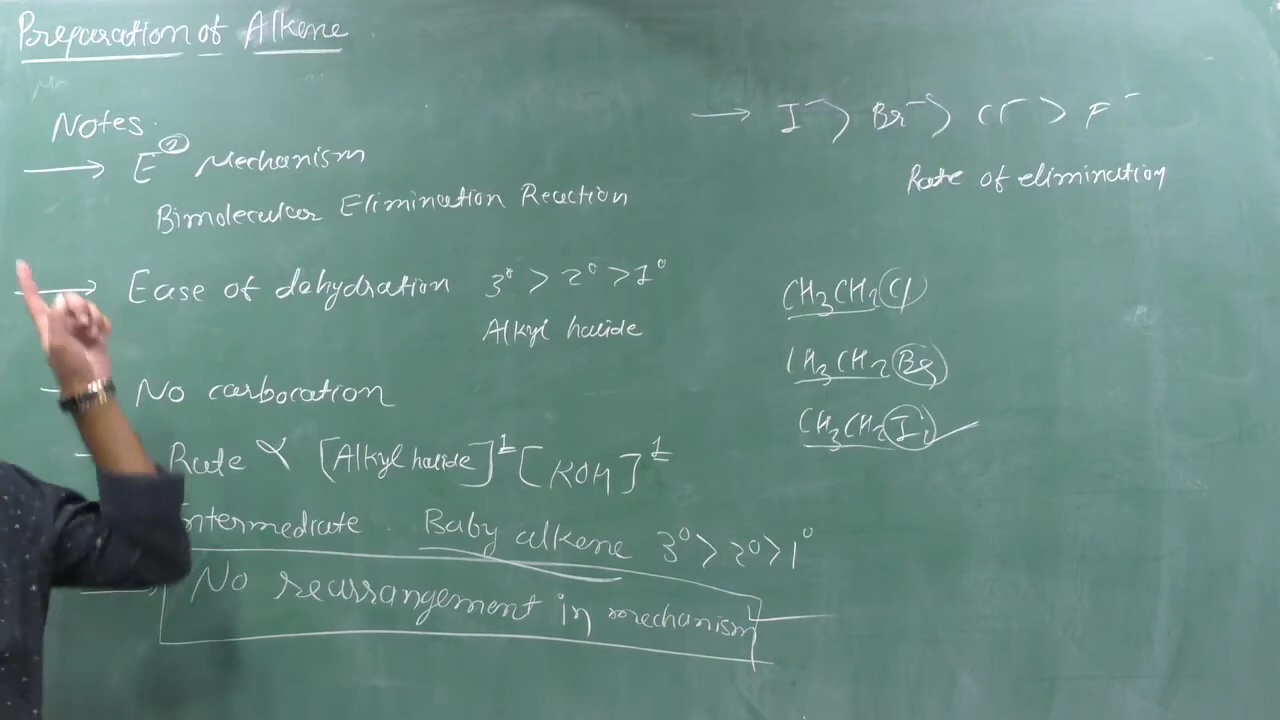 Preparation of Alkene
Notes.
→ E② Mechanism
Bimolecular Elimination Reaction
→ Ease of dehydration 3° > 2° > 1°
Alkyl halide
No carbocation
Rate ∝ [Alkyl halide]¹ [KOH]¹
Intermediate Baby alkene 3° > 2° > 1°
No rearrangement in mechanism
→ I⁻ > Br⁻ > Cl⁻ > F⁻
Rate of elimination
CH₃CH₂Cl
CH₃CH₂Br
CH₃CH₂I